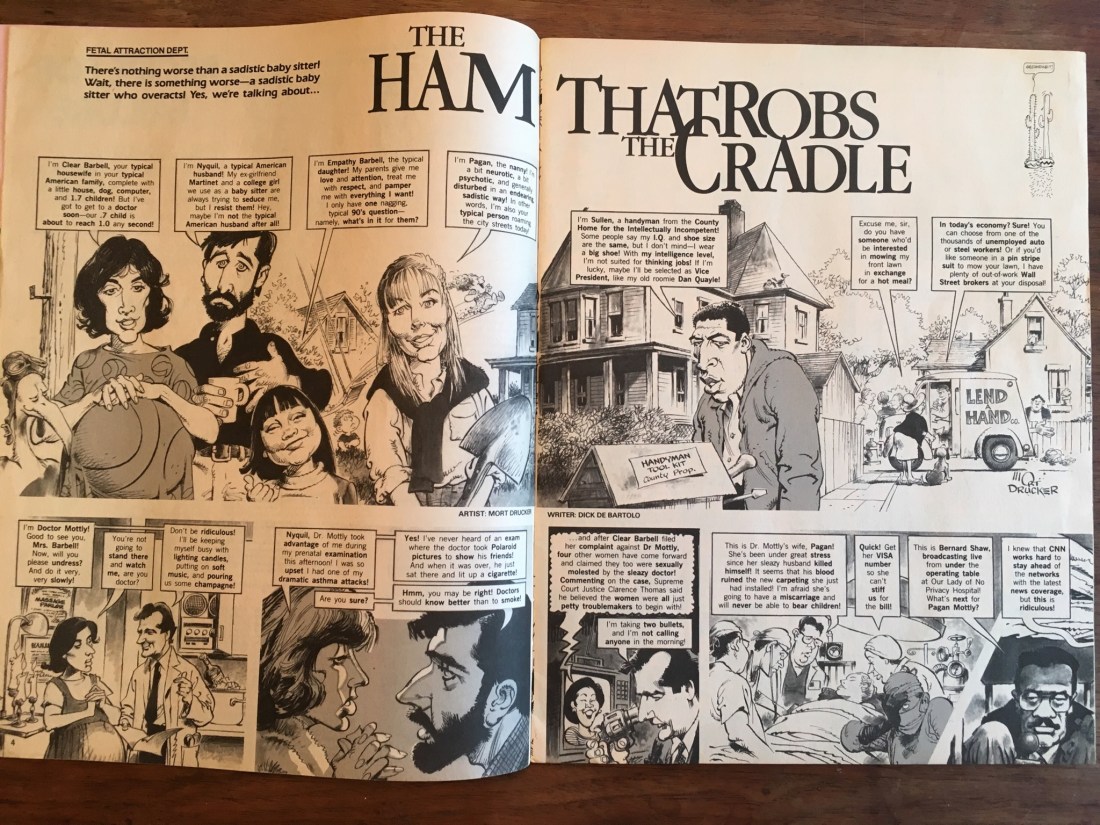 FETAL ATTRACTION DEPT.
There's nothing worse than a sadistic baby sitter!
Wait, there is something worse—a sadistic baby
sitter who overacts! Yes, we're talking about...
THE
HAM
THAT ROBS
THE CRADLE
I'm Clear Barbell, your typical
housewife in your typical
American family, complete with
a little house, dog, computer,
and 1.7 children! But I've
got to get to a doctor
soon—our .7 child is
about to reach 1.0 any second!
I'm Nyquil, a typical American
husband! My ex-girlfriend
Martinet and a college girl
we use as a baby sitter are
always trying to seduce me,
but I resist them! Hey,
maybe I'm not the typical
American husband after all!
I'm Empathy Barbell, the typical
daughter! My parents give me
love and attention, treat me
with respect, and pamper
me with everything I want!
I only have one nagging,
typical 90's question—
namely, what's in it for them?
I'm Pagan, the nanny! I'm
a bit neurotic, a bit
psychotic, and generally
disturbed in an endearing,
sadistic way! In other
words, I'm also your
typical person roaming
the city streets today!
I'm Sullen, a handyman from the County
Home for the Intellectually Incompetent!
Some people say my I.Q. and shoe size
are the same, but I don't mind—I wear
a big shoe! With my intelligence level,
I'm not suited for thinking jobs! If I'm
lucky, maybe I'll be selected as Vice
President, like my old roomie Dan Quayle!
Excuse me, sir,
do you have
someone who'd
be interested
in mowing my
front lawn
in exchange
for a hot meal?
In today's economy? Sure! You
can choose from one of the
thousands of unemployed auto
or steel workers! Or if you'd
like someone in a pin stripe
suit to mow your lawn, I have
plenty of out-of-work Wall
Street brokers at your disposal!
HANDYMAN
TOOL KIT
County Prop.
LEND
A
HAND
MORT
DRUCKER
ARTIST: MORT DRUCKER
WRITER: DICK DE BARTOLO
I'm Doctor Mottly!
Good to see you,
Mrs. Barbell!
Now, will you
please undress?
And do it very,
very slowly!
You're not
going to
stand there
and watch
me, are you
doctor?
Don't be ridiculous!
I'll be keeping
myself busy with
lighting candles,
putting on soft
music, and pouring
us some champagne!
MASSAGE
PARLOR
Nyquil, Dr. Mottly took
advantage of me during
my prenatal examination
this afternoon! I was so
upset I had one of my
dramatic asthma attacks!
Are you sure?
Yes! I've never heard of an exam
where the doctor took Polaroid
pictures to show his friends!
And when it was over, he just
sat there and lit up a cigarette!
Hmm, you may be right! Doctors
should know better than to smoke!
...and after Clear Barbell filed
her complaint against Dr Mottly,
four other women have come forward
and claimed they too were sexually
molested by the sleazy doctor!
Commenting on the case, Supreme
Court Justice Clarence Thomas said
he believed the women were all just
petty troublemakers to begin with!
I'm taking two bullets,
and I'm not calling
anyone in the morning!
This is Dr. Mottly's wife, Pagan!
She's been under great stress
since her sleazy husband killed
himself! It seems that his blood
ruined the new carpeting she just
had installed! I'm afraid she's
going to have a miscarriage and
will never be able to bear children!
Quick! Get
her VISA
number
so she
can't
stiff
us for
the bill!
This is Bernard Shaw,
broadcasting live
from under the
operating table
at Our Lady of No
Privacy Hospital!
What's next for
Pagan Mottly?
I knew that CNN
works hard to
stay ahead of
the networks
with the latest
news coverage,
but this is
ridiculous!
4